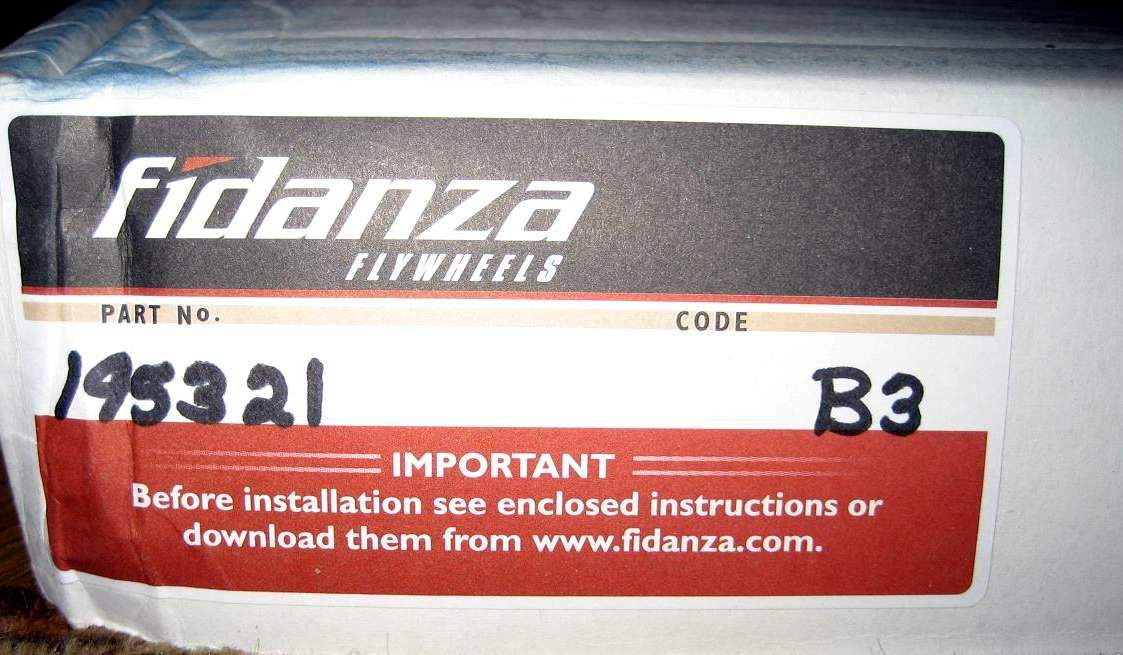 fidanza
FLYWHEELS
PART No. CODE
195321 B3
IMPORTANT
Before installation see enclosed instructions or
download them from www.fidanza.com.